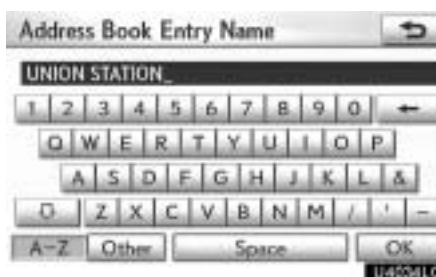 Address Book Entry Name
UNION STATION_
1 2 3 4 5 6 7 8 9 0 ←
Q W E R T Y U I O P
A S D F G H J K L &
Z X C V B N M / ' -
A-Z Other Space OK